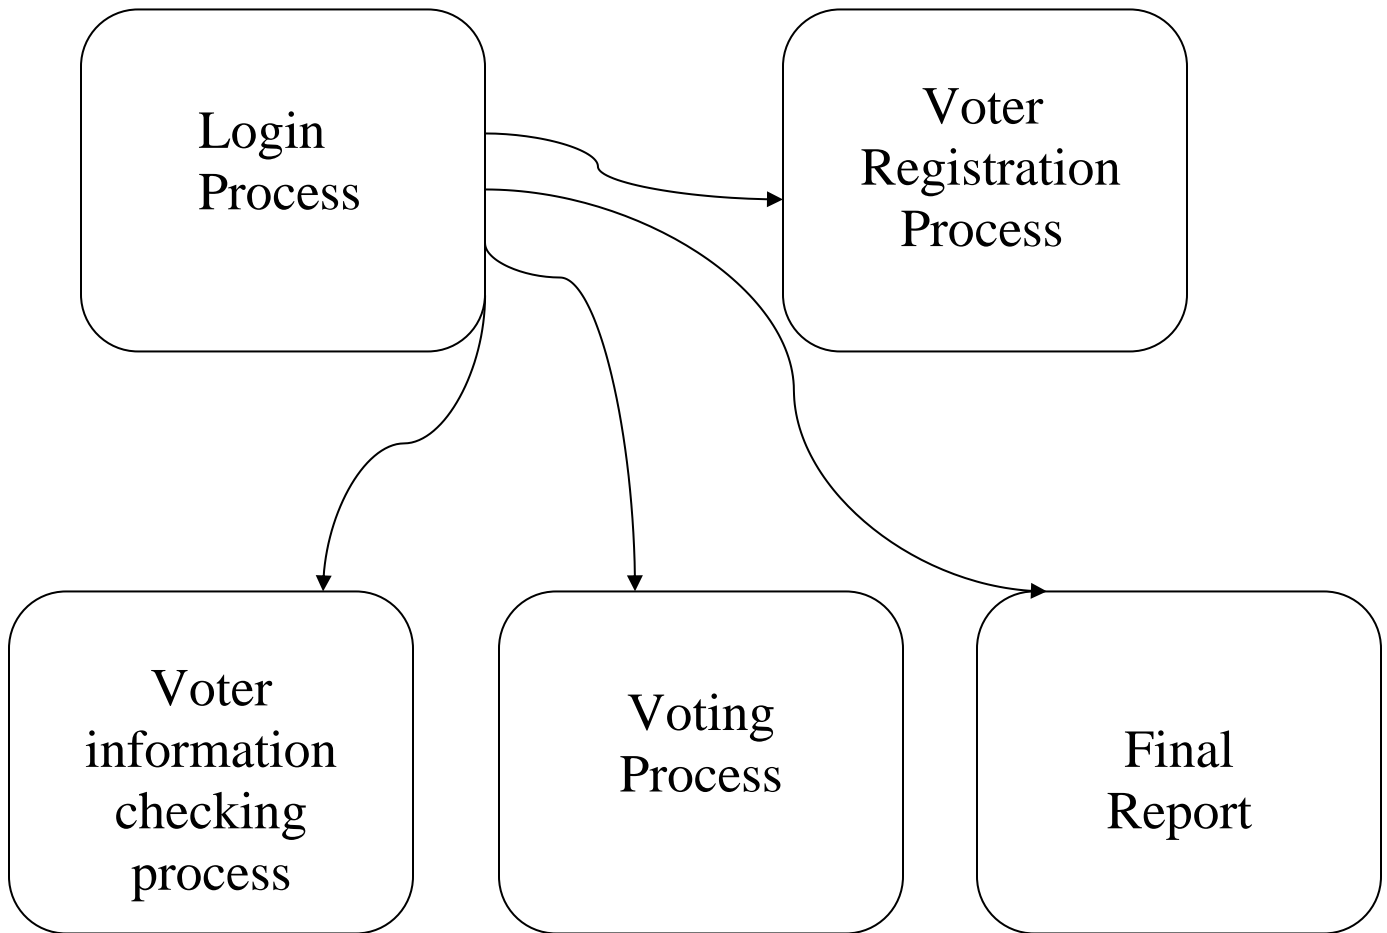 Login
Process
Voter
Registration
Process
Voter
information
checking
process
Voting
Process
Final
Report